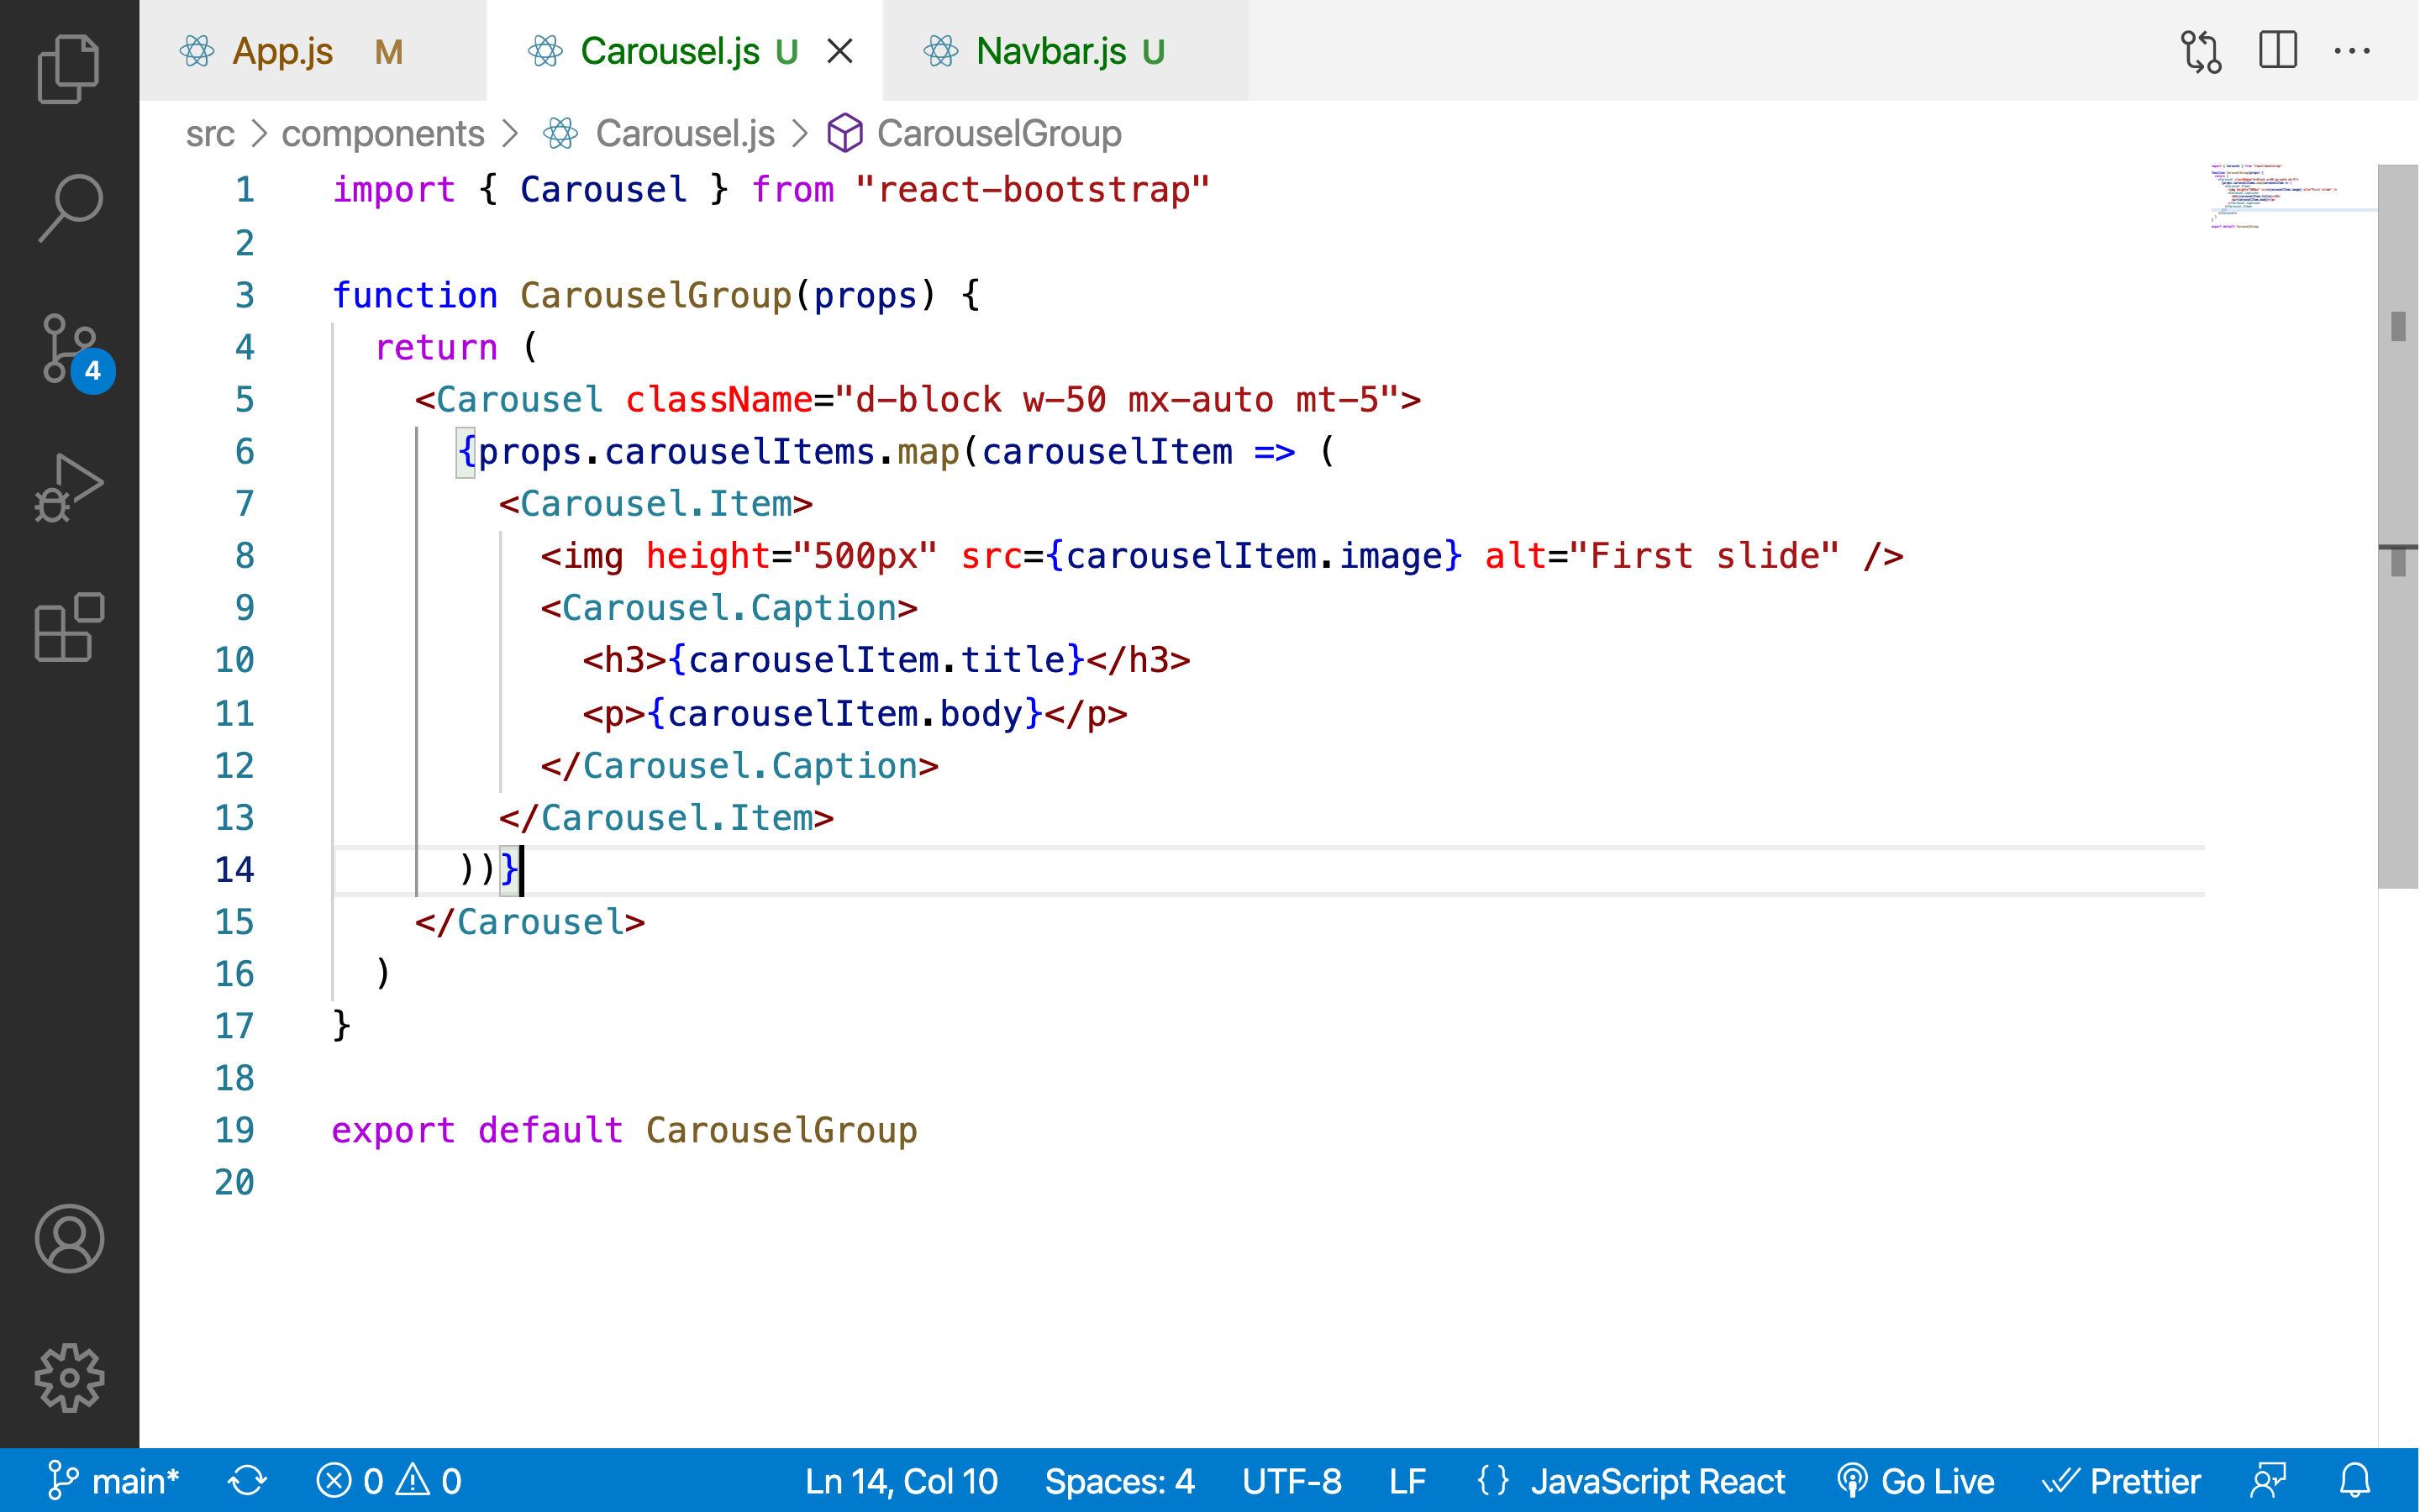 App.js M Carousel.js U Navbar.js U
src > components > Carousel.js > CarouselGroup
1 import { Carousel } from "react-bootstrap"
2
3 function CarouselGroup(props) {
4 return (
5 <Carousel className="d-block w-50 mx-auto mt-5">
6 {props.carouselItems.map(carouselItem => (
7 <Carousel.Item>
8 <img height="500px" src={carouselItem.image} alt="First slide" />
9 <Carousel.Caption>
10 <h3>{carouselItem.title}</h3>
11 <p>{carouselItem.body}</p>
12 </Carousel.Caption>
13 </Carousel.Item>
14 ))}
15 </Carousel>
16 )
17 }
18
19 export default CarouselGroup
20
4
main* 0 0 Ln 14, Col 10 Spaces: 4 UTF-8 LF {} JavaScript React Go Live Prettier